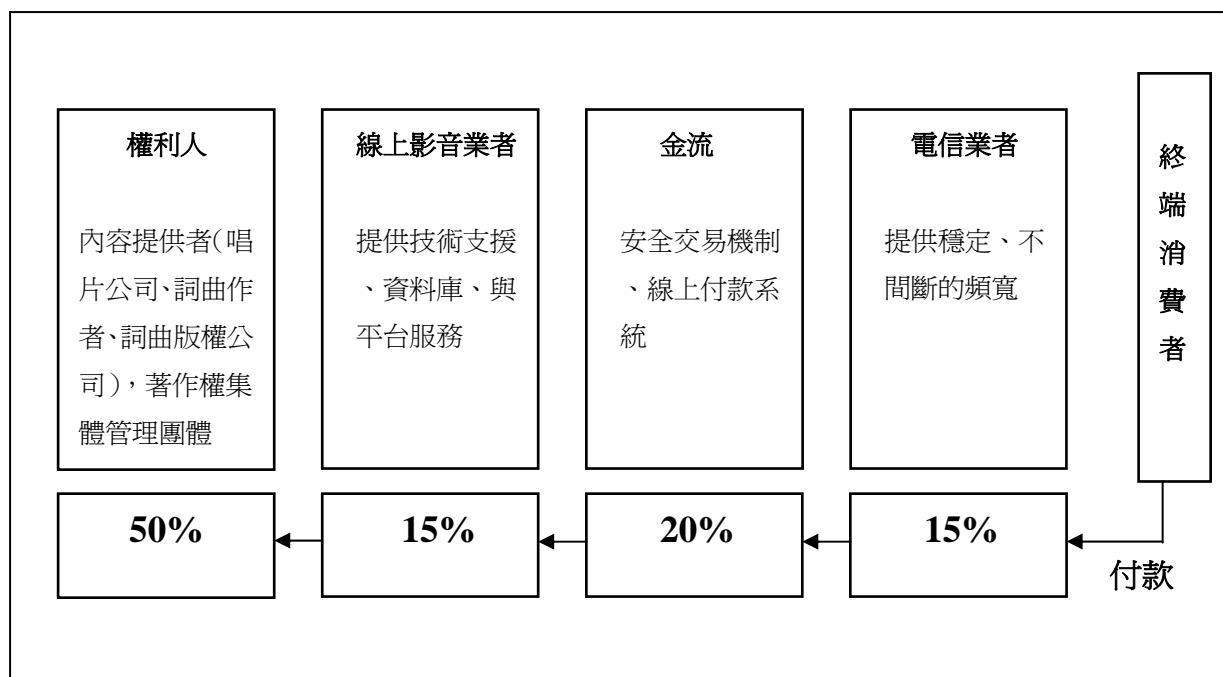 權利人
內容提供者(唱
片公司、詞曲作
者、詞曲版權公
司),著作權集
體管理團體
線上影音業者
提供技術支援
、資料庫、與
平台服務
金流
安全交易機制
、線上付款系
統
電信業者
提供穩定、不
間斷的頻寬
終
端
消
費
者
50%
15%
20%
15%
付款